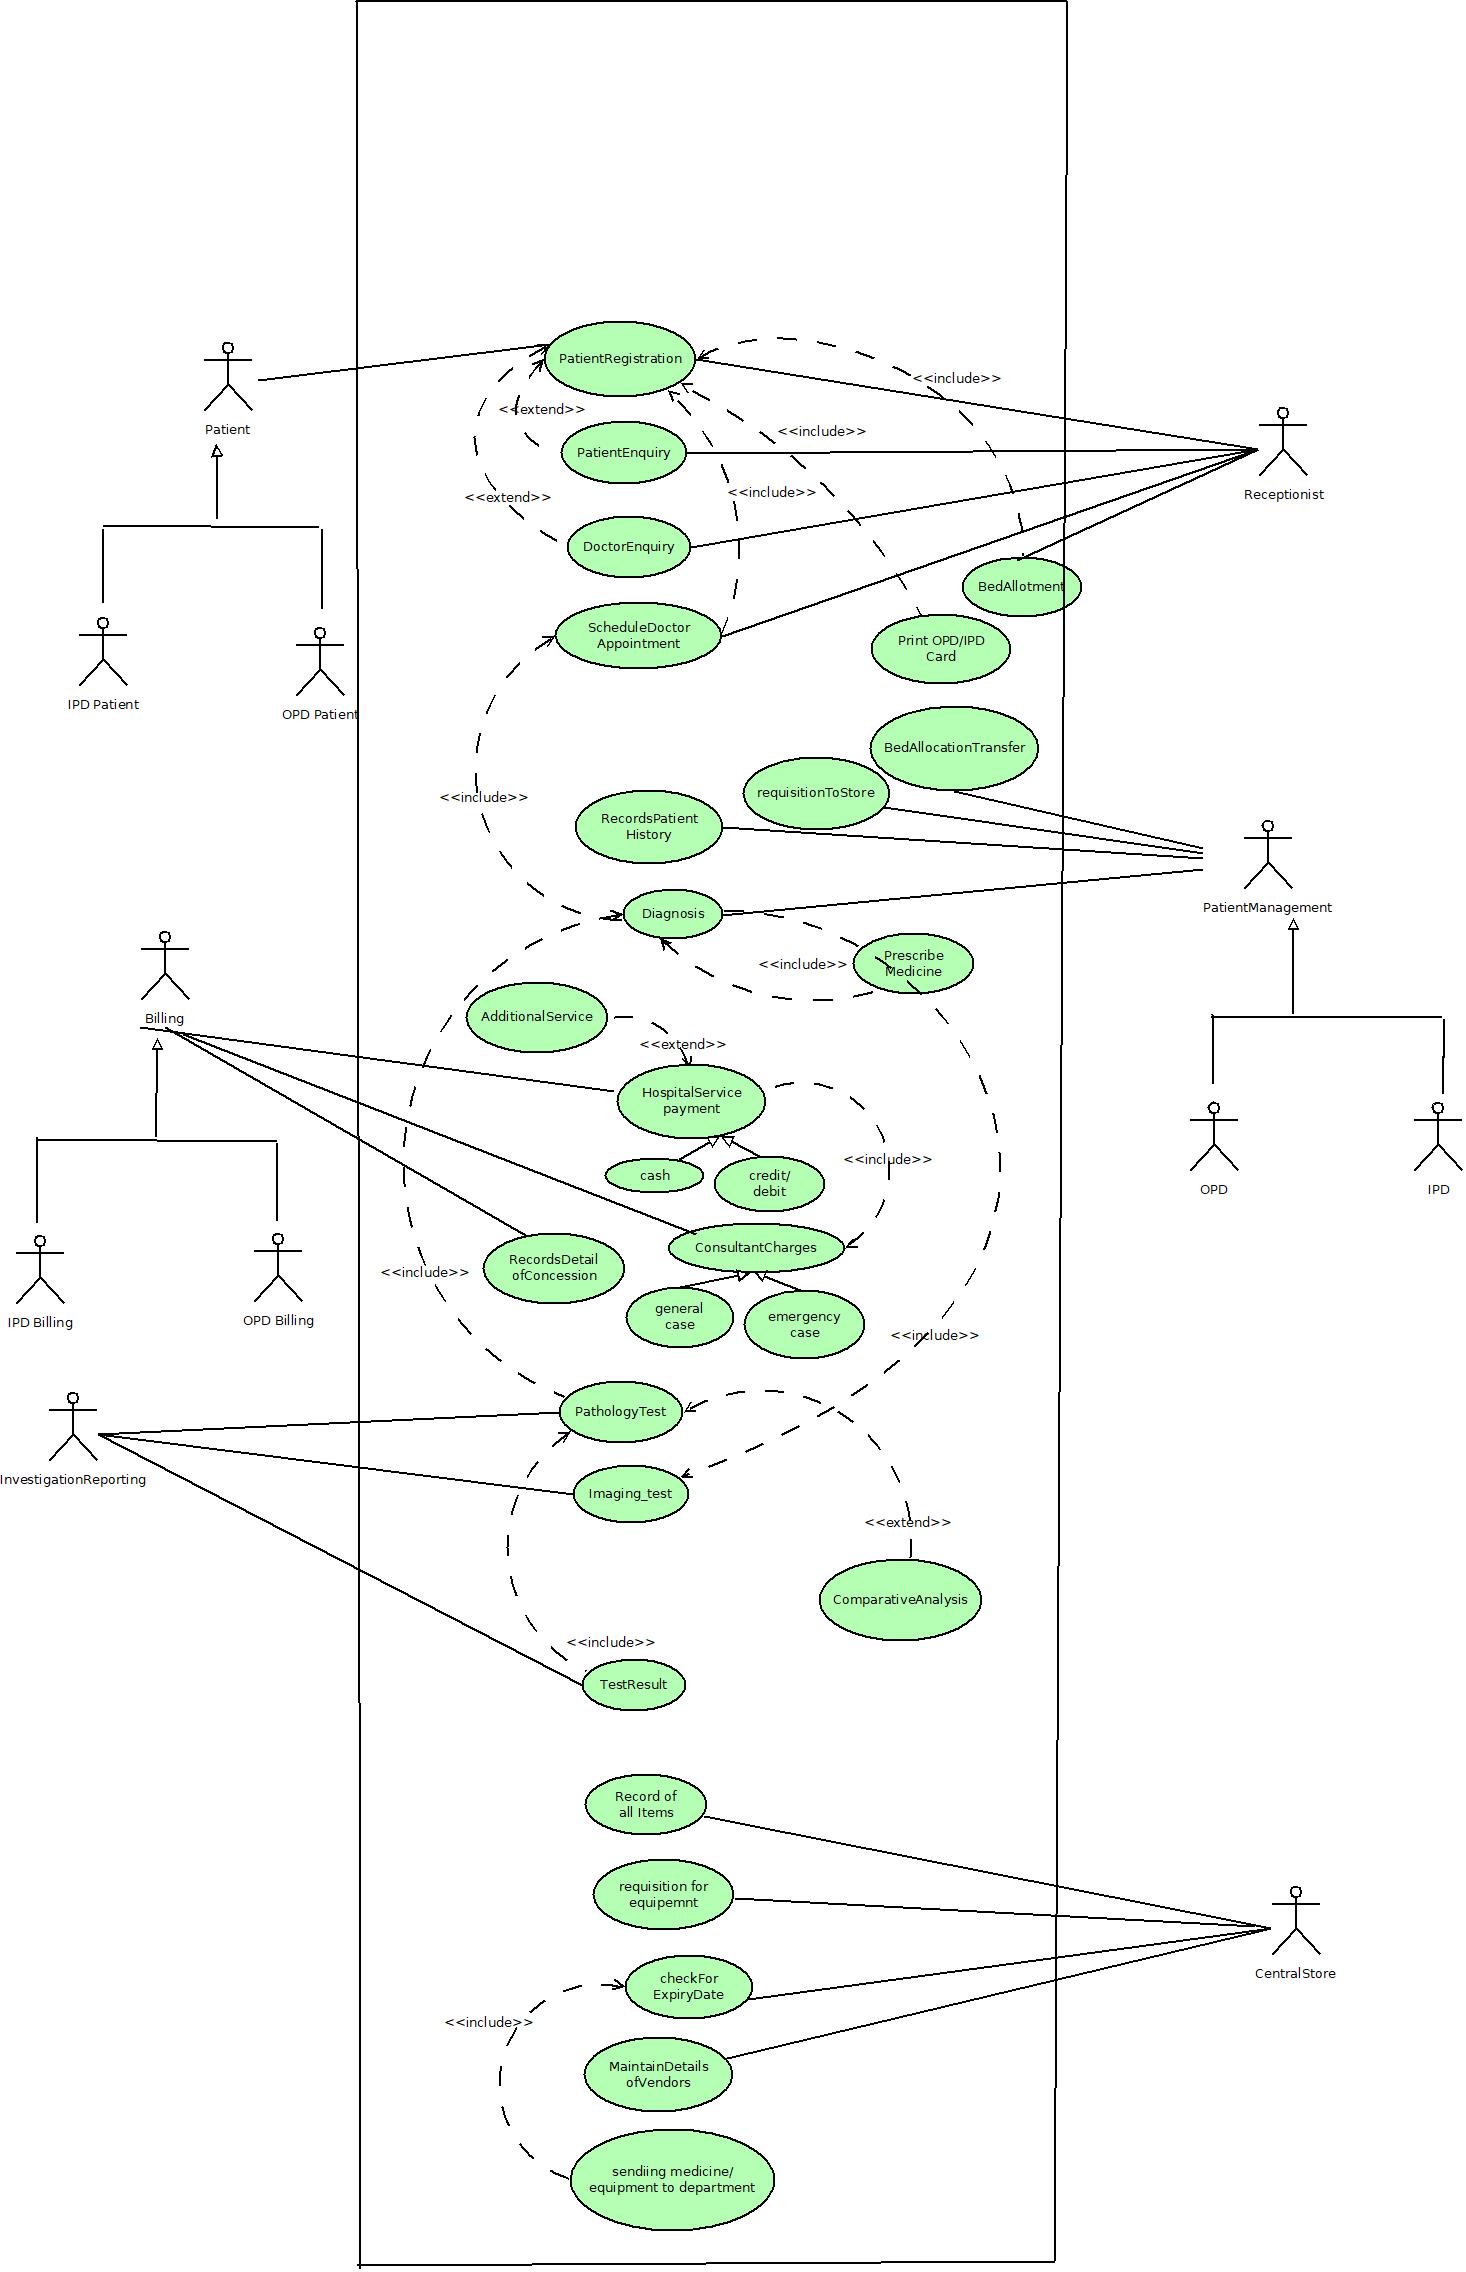 PatientRegistration
<<include>>
<<extend>>
Patient
<<include>>
PatientEnquiry
<<include>>
<<extend>>
Receptionist
DoctorEnquiry
BedAllotment
ScheduleDoctor
Appointment
Print OPD/IPD
Card
IPD Patient
OPD Patient
BedAllocationTransfer
requisitionToStore
<<include>>
RecordsPatient
History
PatientManagement
Diagnosis
Prescribe
Medicine
<<include>>
Billing
AdditionalService
<<extend>>
HospitalService
payment
<<include>>
cash
credit/
debit
OPD
IPD
ConsultantCharges
RecordsDetail
ofConcession
<<include>>
general
case
emergency
case
IPD Billing
OPD Billing
<<include>>
PathologyTest
InvestigationReporting
Imaging_test
<<extend>>
ComparativeAnalysis
<<include>>
TestResult
Record of
all Items
requisition for
equipemnt
CentralStore
checkFor
ExpiryDate
<<include>>
MaintainDetails
ofVendors
sendiing medicine/
equipment to department